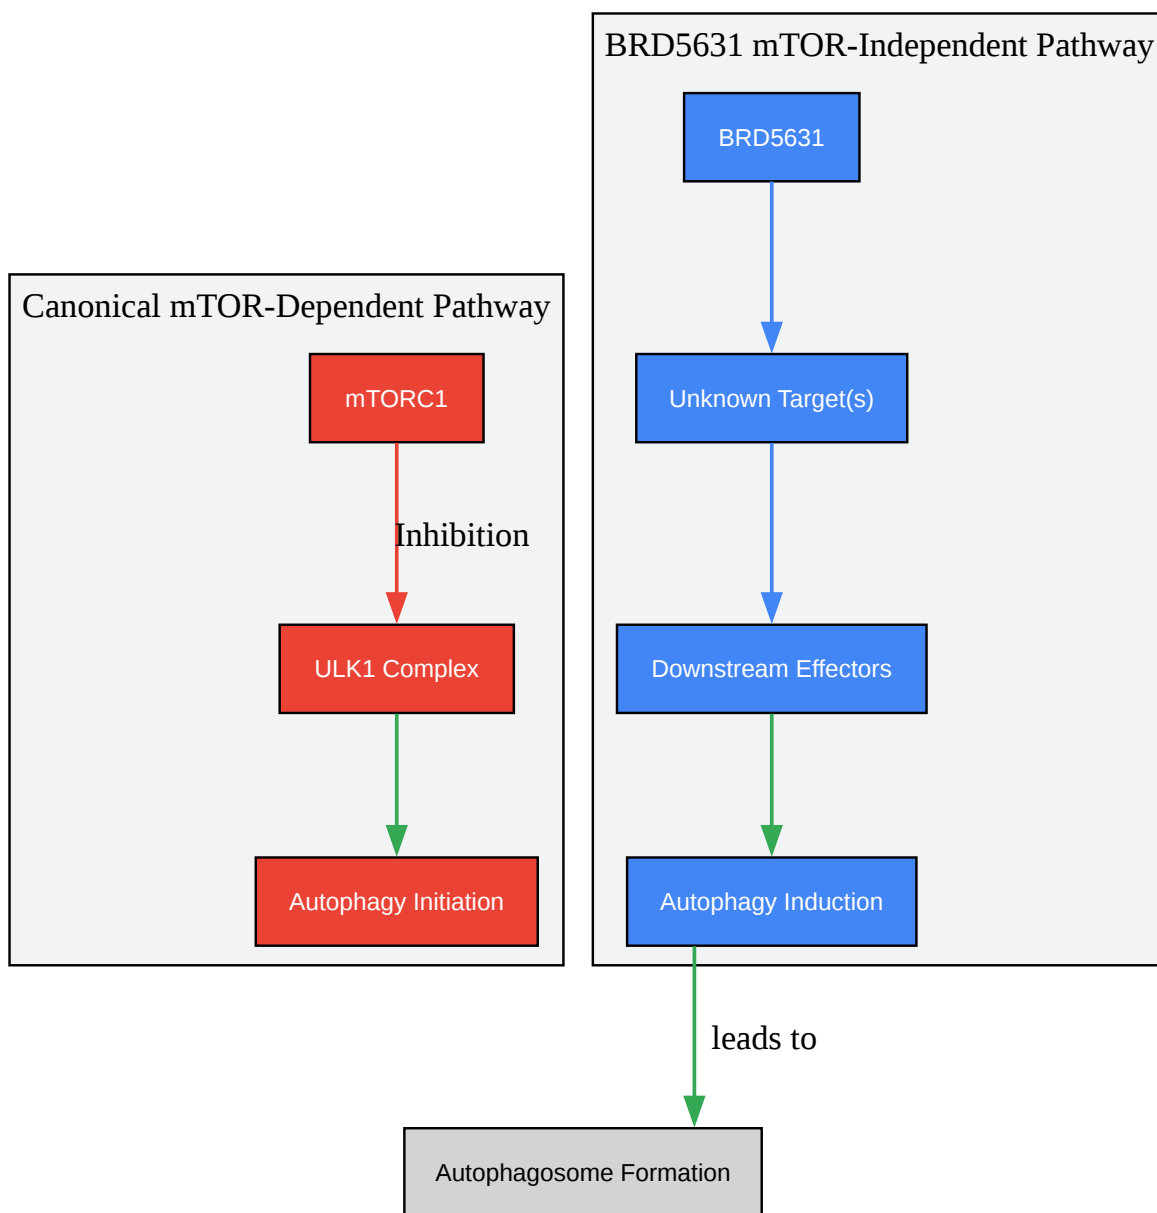 BRD5631 mTOR-Independent Pathway
BRD5631
Canonical mTOR-Dependent Pathway
mTORC1
Unknown Target(s)
Inhibition
ULK1 Complex
Downstream Effectors
Autophagy Initiation
Autophagy Induction
leads to
Autophagosome Formation